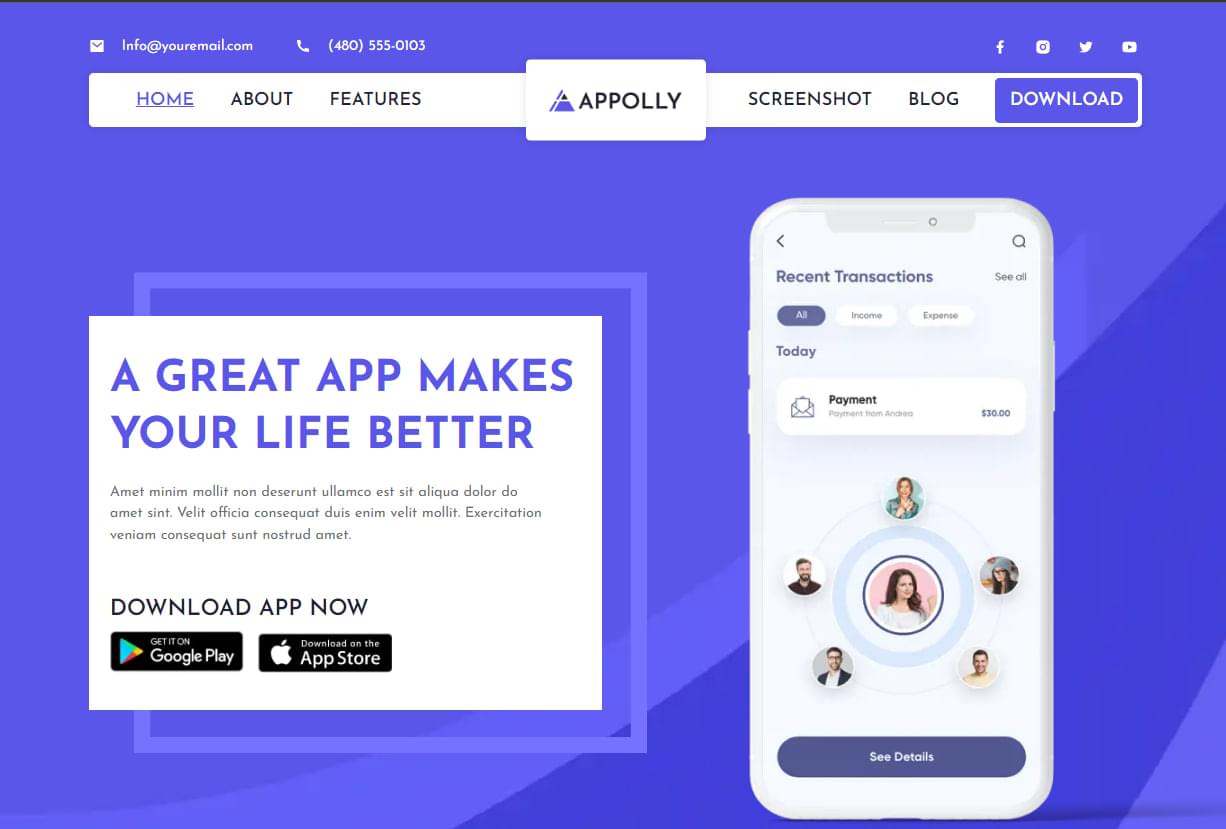 Info@youremail.com (480) 555-0103
HOME ABOUT FEATURES APPOLLY SCREENSHOT BLOG DOWNLOAD
A GREAT APP MAKES
YOUR LIFE BETTER
Amet minim mollit non deserunt ullamco est sit aliqua dolor do
amet sint. Velit officia consequat duis enim velit mollit. Exercitation
veniam consequat sunt nostrud amet.
DOWNLOAD APP NOW
GET IT ON
Google Play
Download on the
App Store
Recent Transactions See all
All Income Expense
Today
Payment
Payment from Andrea $30.00
See Details